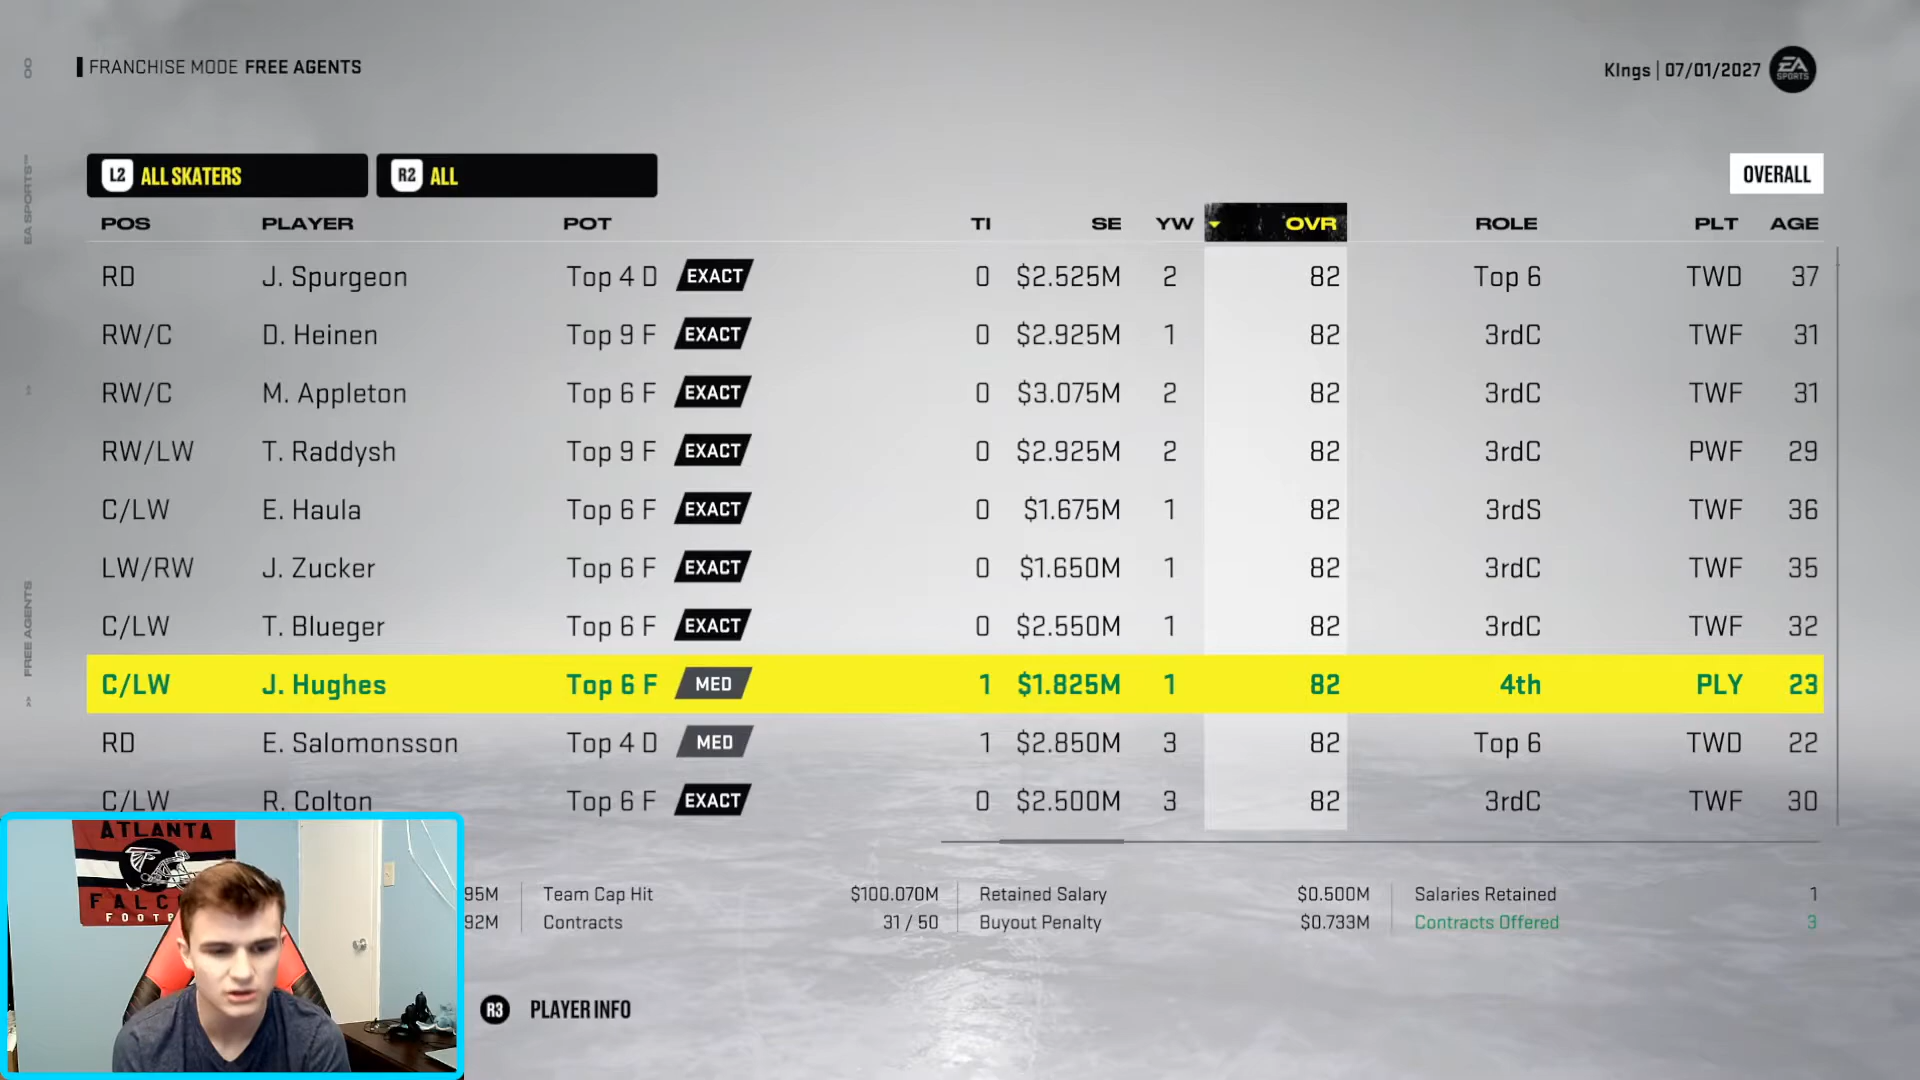 FRANCHISE MODE FREE AGENTS
KIngs | 07/01/2027
EA SPORTS
L2 ALL SKATERS R2 ALL
OVERALL
POS PLAYER POT TI SE YW OVR ROLE PLT AGE
RD J. Spurgeon Top 4 D EXACT 0 $2.525M 2 82 Top 6 TWD 37
RW/C D. Heinen Top 9 F EXACT 0 $2.925M 1 82 3rdC TWF 31
RW/C M. Appleton Top 6 F EXACT 0 $3.075M 2 82 3rdC TWF 31
RW/LW T. Raddysh Top 9 F EXACT 0 $2.925M 2 82 3rdC PWF 29
C/LW E. Haula Top 6 F EXACT 0 $1.675M 1 82 3rdS TWF 36
LW/RW J. Zucker Top 6 F EXACT 0 $1.650M 1 82 3rdC TWF 35
C/LW T. Blueger Top 6 F EXACT 0 $2.550M 1 82 3rdC TWF 32
C/LW J. Hughes Top 6 F MED 1 $1.825M 1 82 4th PLY 23
RD E. Salomonsson Top 4 D MED 1 $2.850M 3 82 Top 6 TWD 22
C/LW R. Colton Top 6 F EXACT 0 $2.500M 3 82 3rdC TWF 30
95M Team Cap Hit $100.070M Retained Salary $0.500M Salaries Retained 1
92M Contracts 31 / 50 Buyout Penalty $0.733M Contracts Offered 3
R3 PLAYER INFO
EA SPORTS™
FREE AGENTS
ATLANTA
FALC
FOOTB